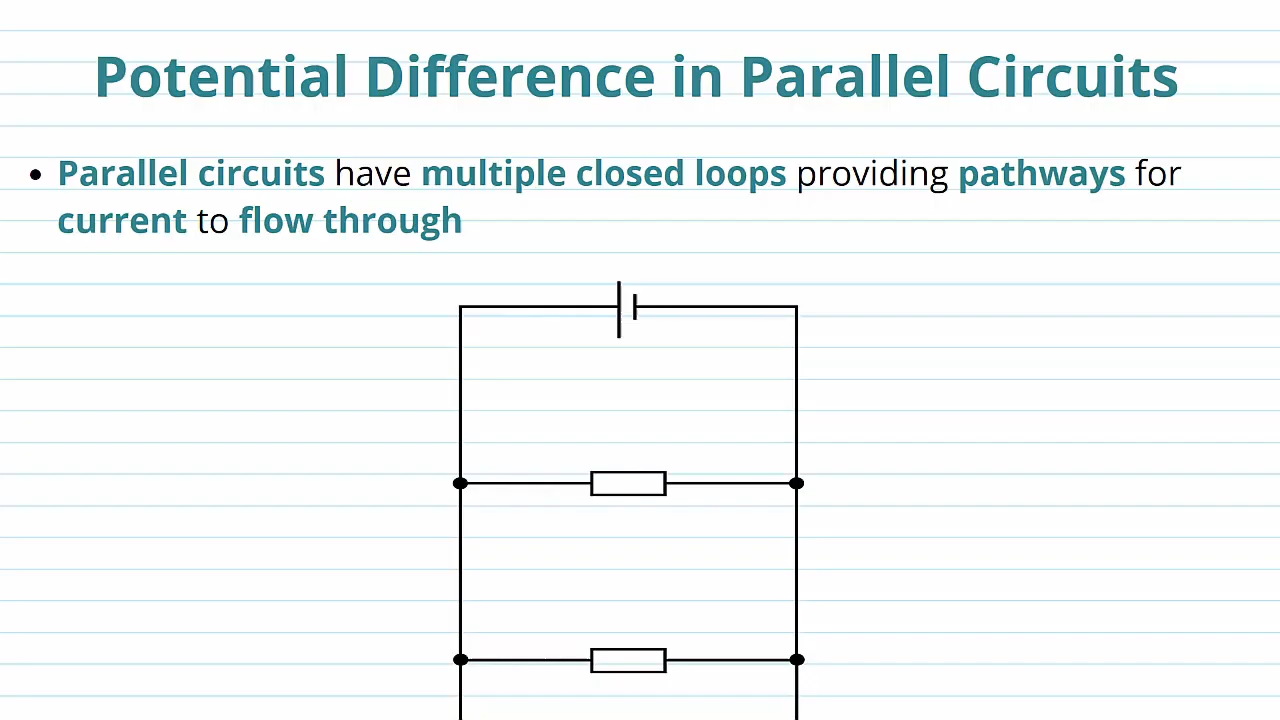 Potential Difference in Parallel Circuits
• Parallel circuits have multiple closed loops providing pathways for
current to flow through